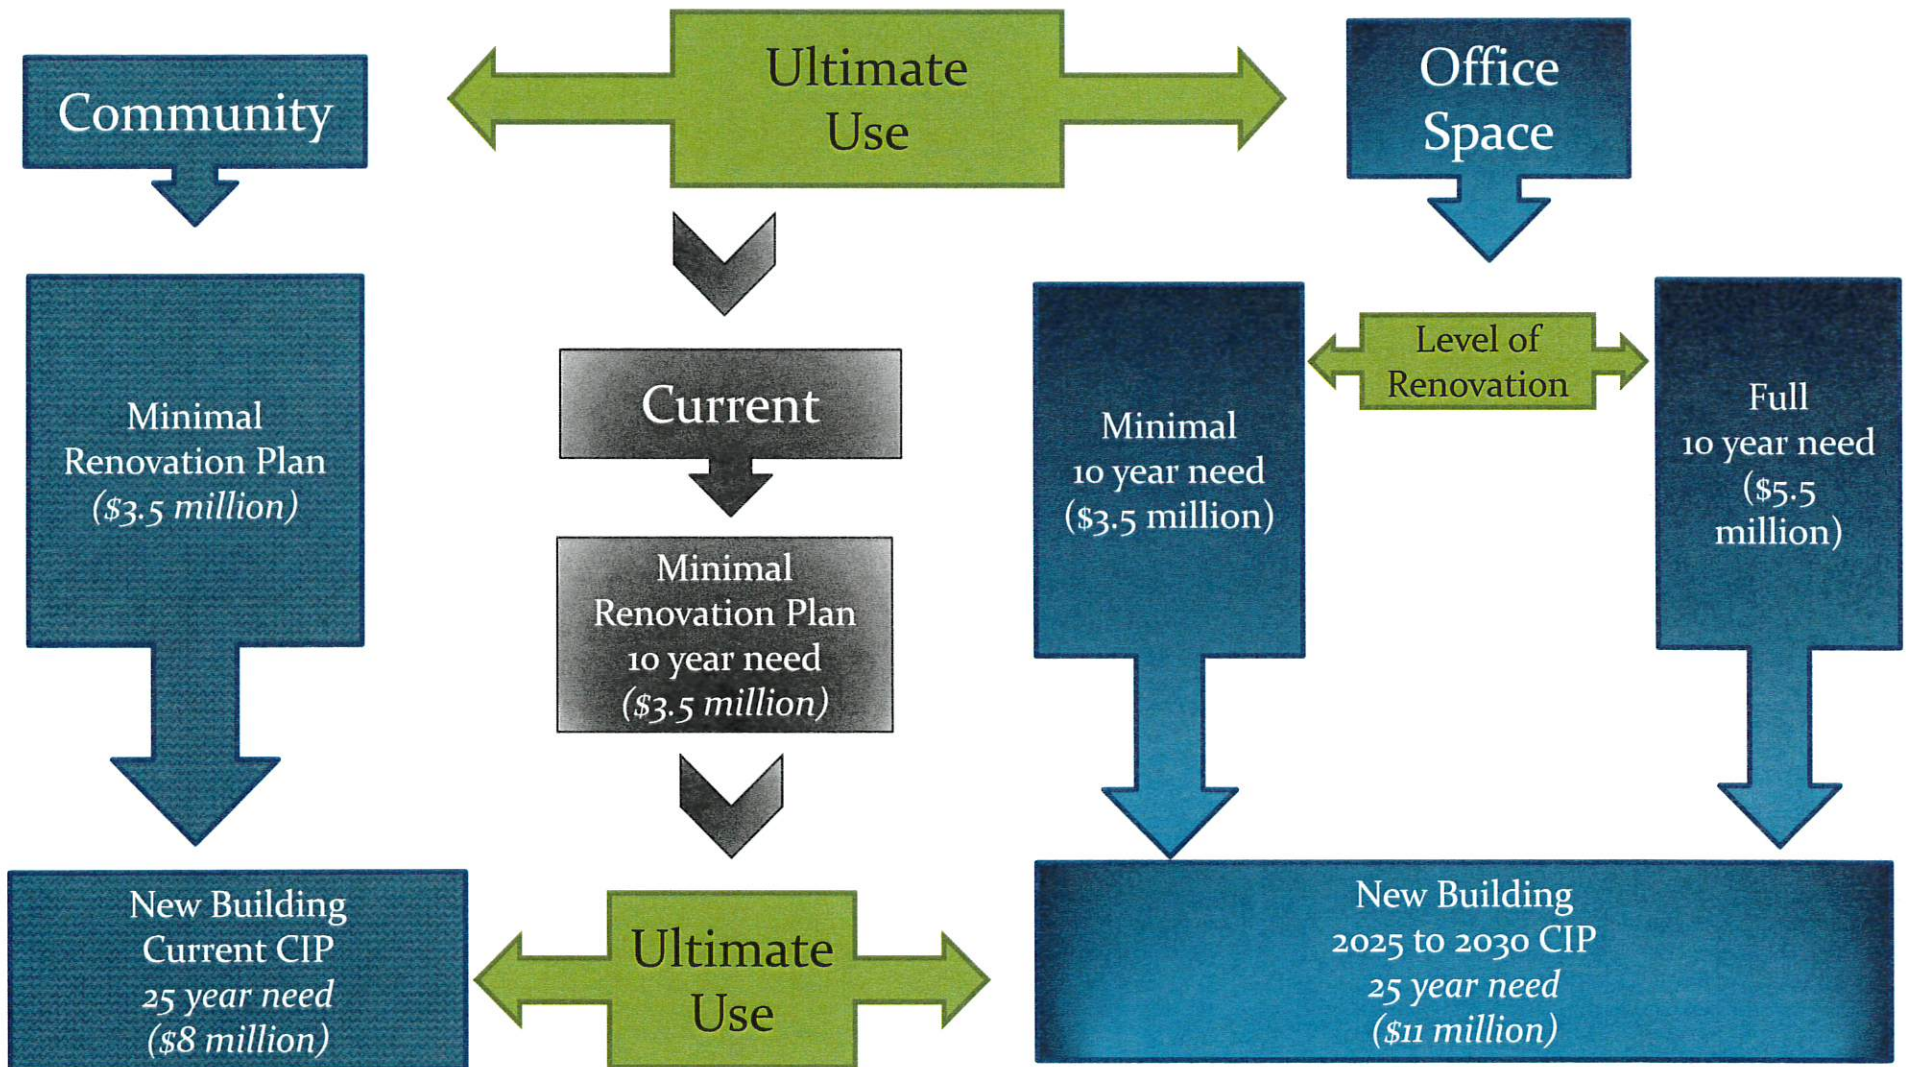 Community
Ultimate
Use
Office
Space
Minimal
Renovation Plan
($3.5 million)
Current
Minimal
Renovation Plan
10 year need
($3.5 million)
Minimal
10 year need
($3.5 million)
Level of
Renovation
Full
10 year need
($5.5
million)
New Building
Current CIP
25 year need
($8 million)
Ultimate
Use
New Building
2025 to 2030 CIP
25 year need
($11 million)